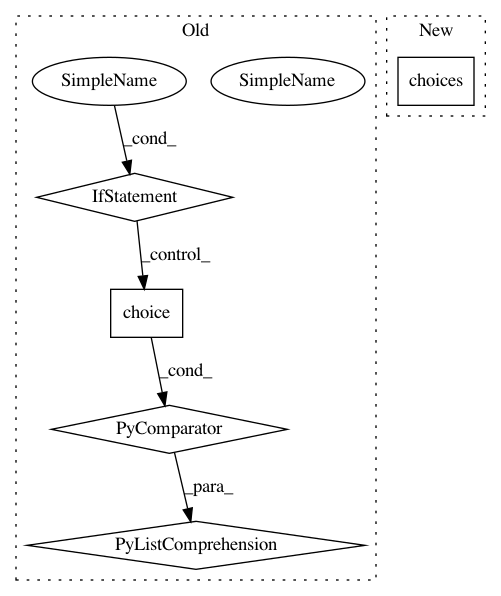 Old
New
SimpleName
SimpleName
choices
_cond_
IfStatement
_control_
choice
_cond_
PyComparator
_para_
PyListComprehension